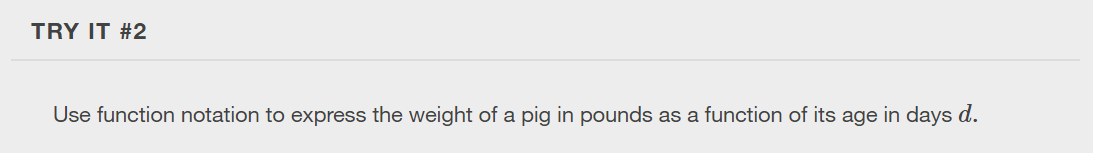 TRY IT #2
Use function notation to express the weight of a pig in pounds as a function of its age in days d.